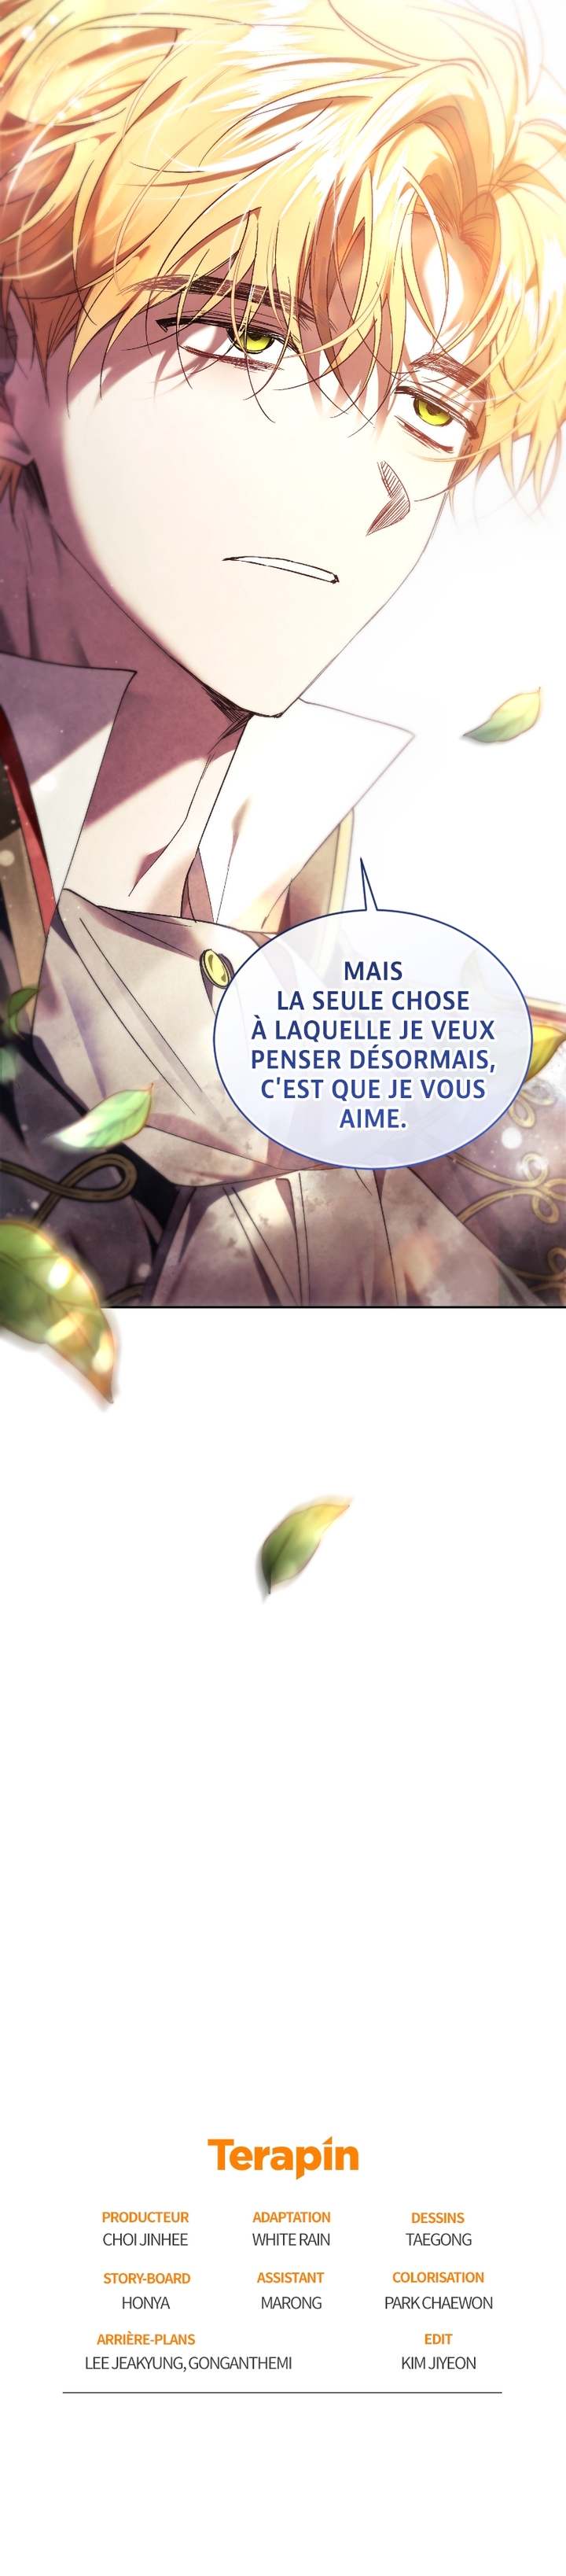 MAIS
LA SEULE CHOSE
À LAQUELLE JE VEUX
PENSER DÉSORMAIS,
C'EST QUE JE VOUS
AIME.
Terapin
PRODUCTEUR ADAPTATION DESSINS
CHOI JINHEE WHITE RAIN TAEGONG
STORY-BOARD ASSISTANT COLORISATION
HONYA MARONG PARK CHAEWON
ARRIÈRE-PLANS EDIT
LEE JEAKYUNG, GONGANTHEMI KIM JIYEON